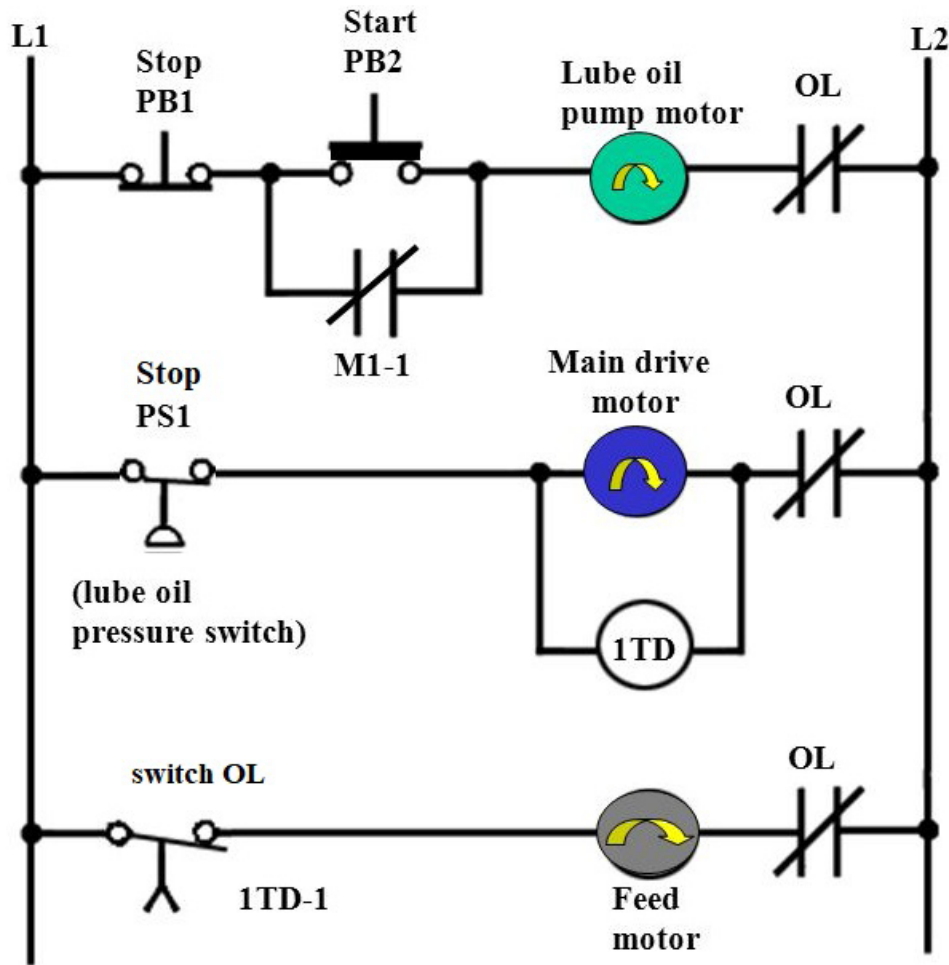 L1
L2
Stop
PB1
Start
PB2
Lube oil
pump motor
OL
M1-1
Stop
PS1
(lube oil
pressure switch)
Main drive
motor
OL
1TD
switch OL
1TD-1
Feed
motor
OL